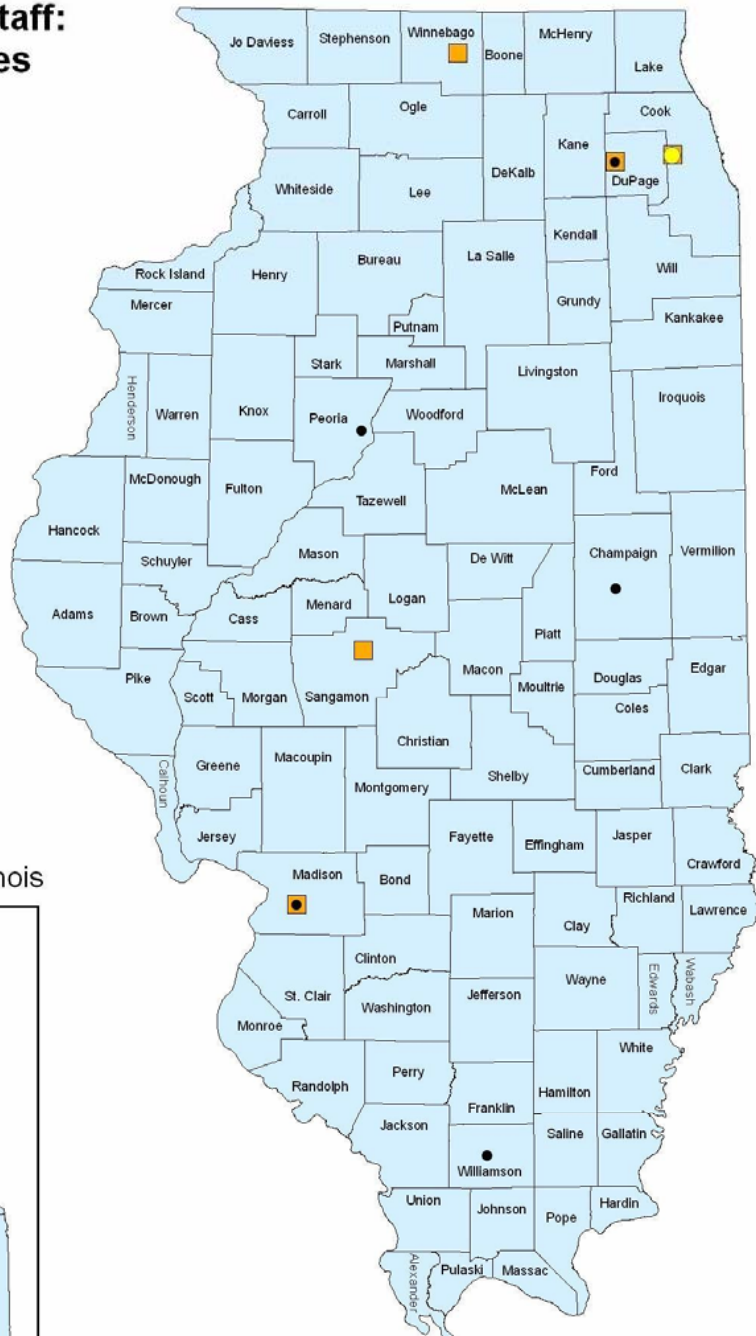 taff:
es
Jo Daviess
Stephenson
Winnebago
Boone
McHenry
Lake
Carroll
Ogle
Cook
Kane
DeKalb
DuPage
Whiteside
Lee
Kendall
Bureau
La Salle
Rock Island
Henry
Will
Mercer
Grundy
Putnam
Kankakee
Stark
Marshall
Livingston
Henderson
Warren
Knox
Peoria
Woodford
Iroquois
McDonough
Fulton
Ford
McLean
Tazewell
Hancock
Mason
Schuyler
De Witt
Champaign
Vermilion
Adams
Brown
Cass
Menard
Logan
Piatt
Pike
Scott
Morgan
Sangamon
Macon
Moultrie
Douglas
Edgar
Coles
Christian
Greene
Macoupin
Calhoun
Montgomery
Shelby
Cumberland
Clark
Jersey
Fayette
Effingham
Jasper
Crawford
nois
Madison
Bond
Marion
Clay
Richland
Lawrence
Clinton
Wayne
Edwards
Wabash
St. Clair
Washington
Jefferson
Monroe
White
Randolph
Perry
Hamilton
Franklin
Jackson
Saline
Gallatin
Williamson
Union
Johnson
Pope
Hardin
Alexander
Pulaski
Massac